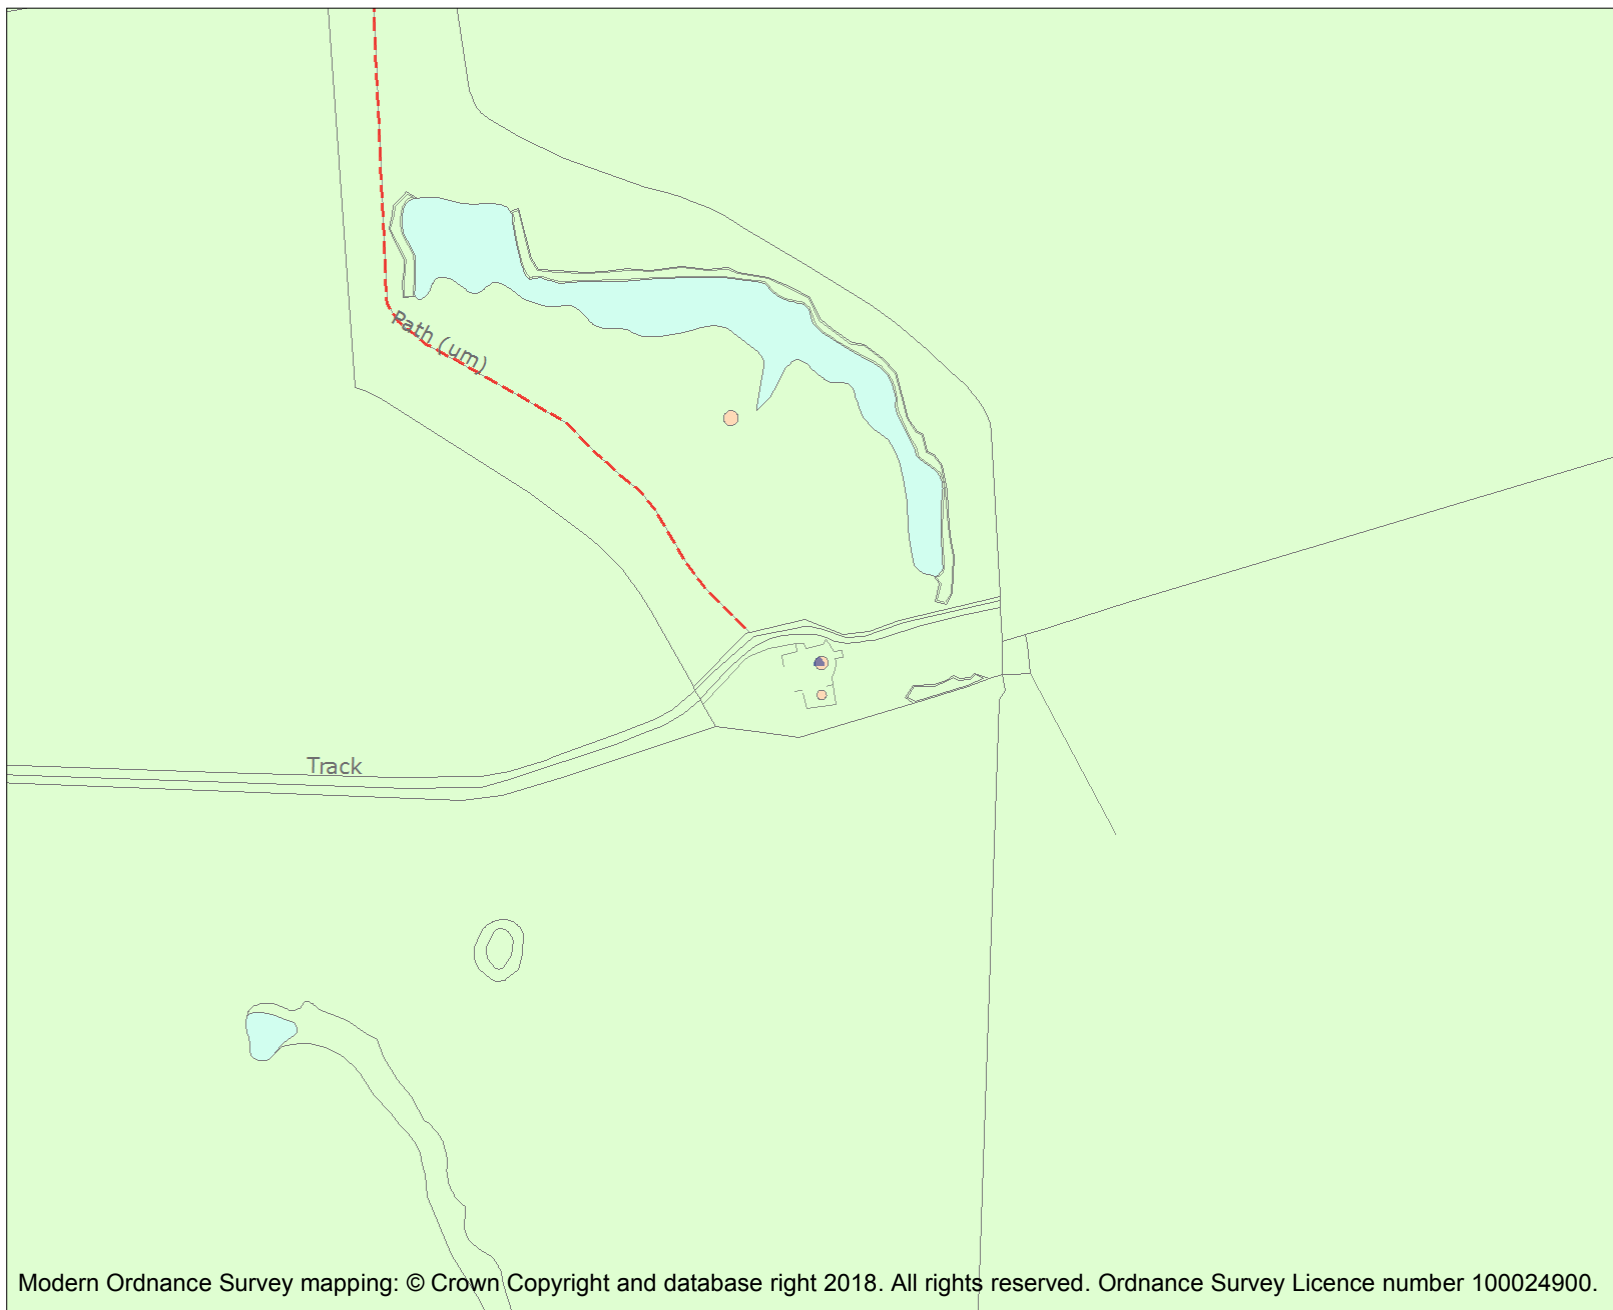 Path (um)
Track
Modern Ordnance Survey mapping: © Crown Copyright and database right 2018. All rights reserved. Ordnance Survey Licence number 100024900.